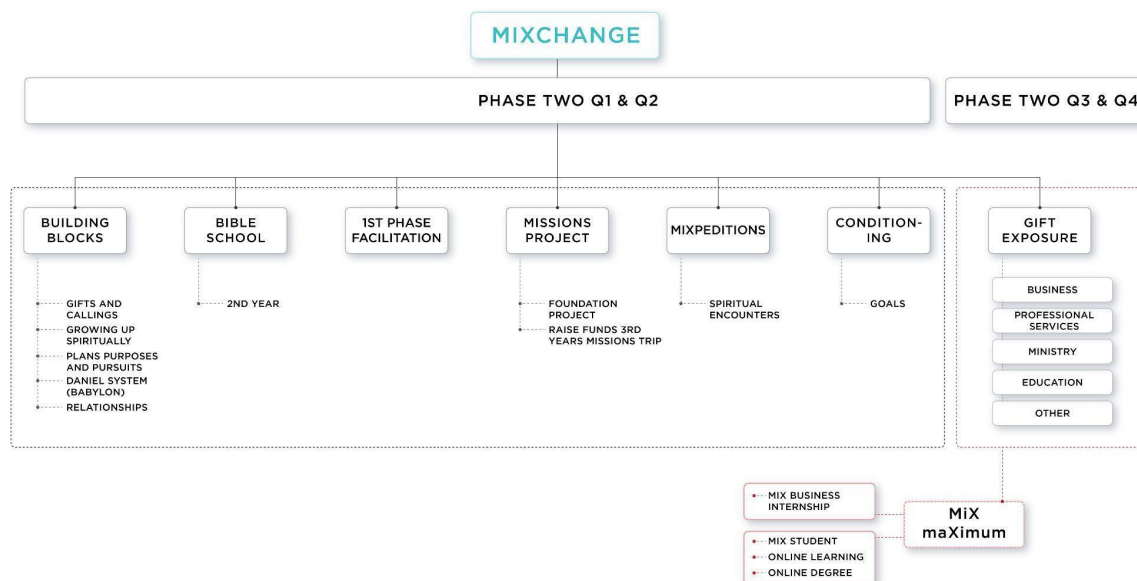 MIXCHANGE
PHASE TWO Q1 & Q2
PHASE TWO Q3 & Q4
BUILDING
BLOCKS
GIFTS AND
CALLINGS
GROWING UP
SPIRITUALLY
PLANS PURPOSES
AND PURSUITS
DANIEL SYSTEM
(BABYLON)
RELATIONSHIPS
BIBLE
SCHOOL
2ND YEAR
1ST PHASE
FACILITATION
MISSIONS
PROJECT
FOUNDATION
PROJECT
RAISE FUNDS 3RD
YEARS MISSIONS TRIP
MIXPEDITIONS
SPIRITUAL
ENCOUNTERS
CONDITION-
ING
GOALS
GIFT
EXPOSURE
BUSINESS
PROFESSIONAL
SERVICES
MINISTRY
EDUCATION
OTHER
MiX
maXimum
MIX BUSINESS
INTERNSHIP
MIX STUDENT
ONLINE LEARNING
ONLINE DEGREE